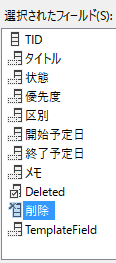 選択されたフィールド(S):
TID
タイトル
状態
優先度
区別
開始予定日
終了予定日
メモ
Deleted
削除
TemplateField